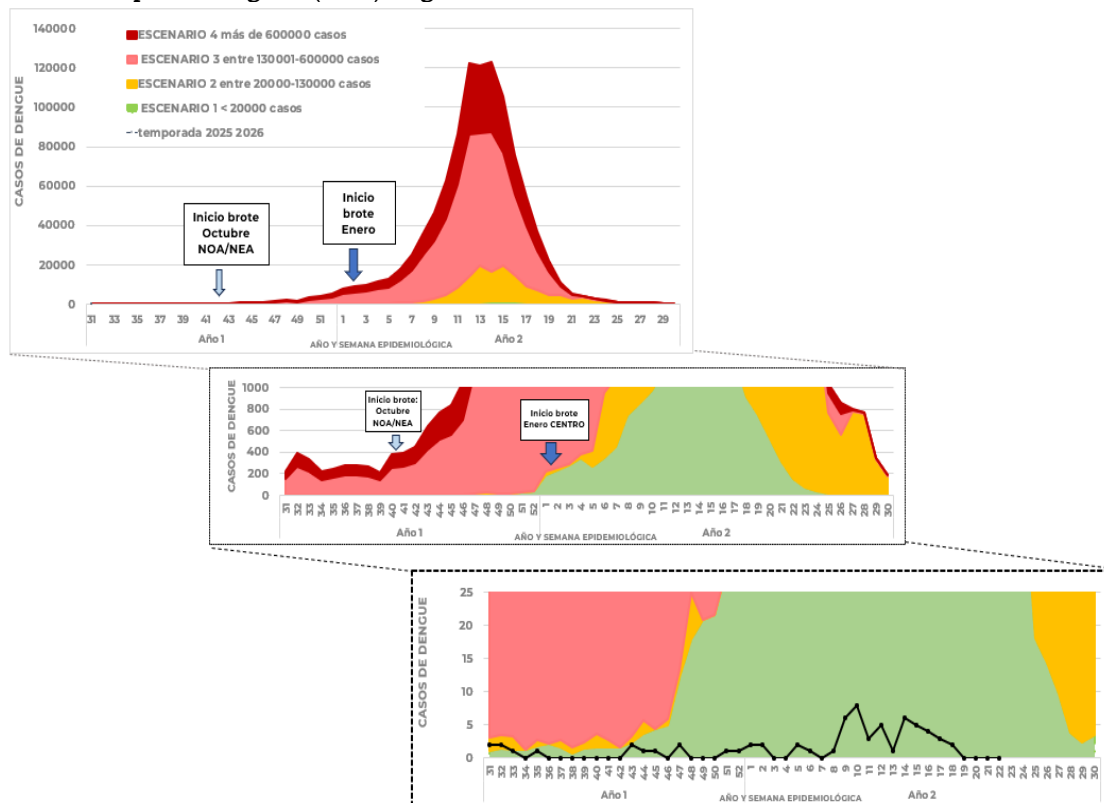 140000
120000
100000
80000
60000
40000
20000
0
CASOS DE DENGUE
ESCENARIO 4 más de 600000 casos
ESCENARIO 3 entre 130001-600000 casos
ESCENARIO 2 entre 20000-130000 casos
ESCENARIO 1 < 20000 casos
--temporada 2025 2026
Inicio brote
Octubre
NOA/NEA
Inicio
brote
Enero
31 33 35 37 39 41 43 45 47 49 51 1 3 5 7 9 11 13 15 17 19 21 23 25 27 29
Año 1 Año 2
AÑO Y SEMANA EPIDEMIOLÓGICA
1000
800
600
400
200
0
CASOS DE DENGUE
Inicio brote:
Octubre
NOA/NEA
Inicio brote
Enero CENTRO
31 32 33 34 35 36 37 38 39 40 41 42 43 44 45 46 47 48 49 50 51 52 1 2 3 4 5 6 7 8 9 10 11 12 13 14 15 16 17 18 19 20 21 22 23 24 25 26 27 28 29 30
Año 1 Año 2
AÑO Y SEMANA EPIDEMIOLÓGICA
25
20
15
10
5
0
CASOS DE DENGUE
31 32 33 34 35 36 37 38 39 40 41 42 43 44 45 46 47 48 49 50 51 52 1 2 3 4 5 6 7 8 9 10 11 12 13 14 15 16 17 18 19 20 21 22 23 24 25 26 27 28 29 30
Año 1 Año 2
AÑO Y SEMANA EPIDEMIOLÓGICA